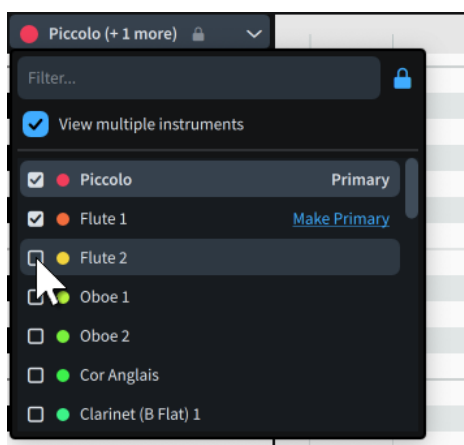 Piccolo (+ 1 more)
Filter...
View multiple instruments
Piccolo Primary
Flute 1 Make Primary
Flute 2
Oboe 1
Oboe 2
Cor Anglais
Clarinet (B Flat) 1